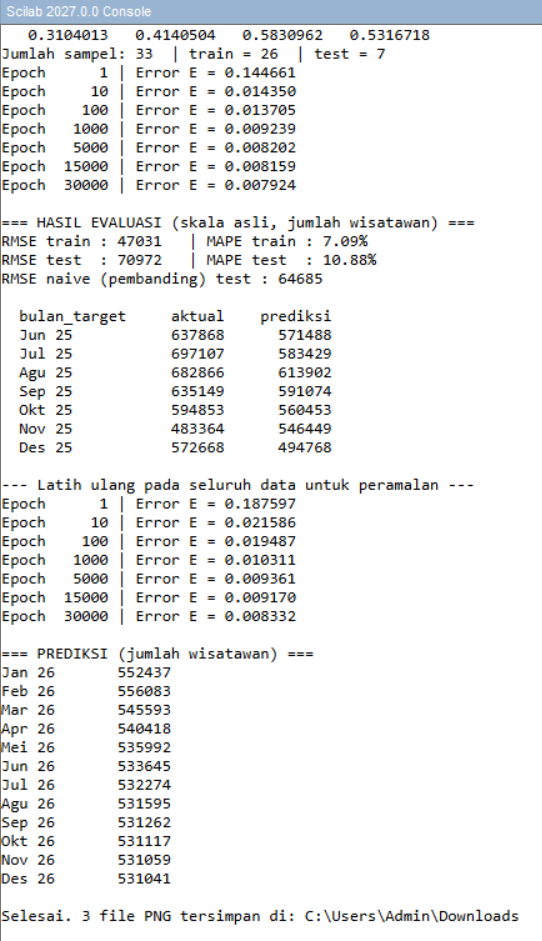 Scilab 2027.0.0 Console
0.3104013   0.4140504   0.5830962   0.5316718
Jumlah sampel: 33  | train = 26  | test = 7
Epoch      1 | Error E = 0.144661
Epoch     10 | Error E = 0.014350
Epoch    100 | Error E = 0.013705
Epoch   1000 | Error E = 0.009239
Epoch   5000 | Error E = 0.008202
Epoch  15000 | Error E = 0.008159
Epoch  30000 | Error E = 0.007924
=== HASIL EVALUASI (skala asli, jumlah wisatawan) ===
RMSE train : 47031   | MAPE train : 7.09%
RMSE test  : 70972   | MAPE test  : 10.88%
RMSE naive (pembanding) test : 64685
bulan_target     aktual     prediksi
Jun 25           637868       571488
Jul 25           697107       583429
Agu 25           682866       613902
Sep 25           635149       591074
Okt 25           594853       560453
Nov 25           483364       546449
Des 25           572668       494768
--- Latih ulang pada seluruh data untuk peramalan ---
Epoch      1 | Error E = 0.187597
Epoch     10 | Error E = 0.021586
Epoch    100 | Error E = 0.019487
Epoch   1000 | Error E = 0.010311
Epoch   5000 | Error E = 0.009361
Epoch  15000 | Error E = 0.009170
Epoch  30000 | Error E = 0.008332
=== PREDIKSI (jumlah wisatawan) ===
Jan 26       552437
Feb 26       556083
Mar 26       545593
Apr 26       540418
Mei 26       535992
Jun 26       533645
Jul 26       532274
Agu 26       531595
Sep 26       531262
Okt 26       531117
Nov 26       531059
Des 26       531041
Selesai. 3 file PNG tersimpan di: C:\Users\Admin\Downloads